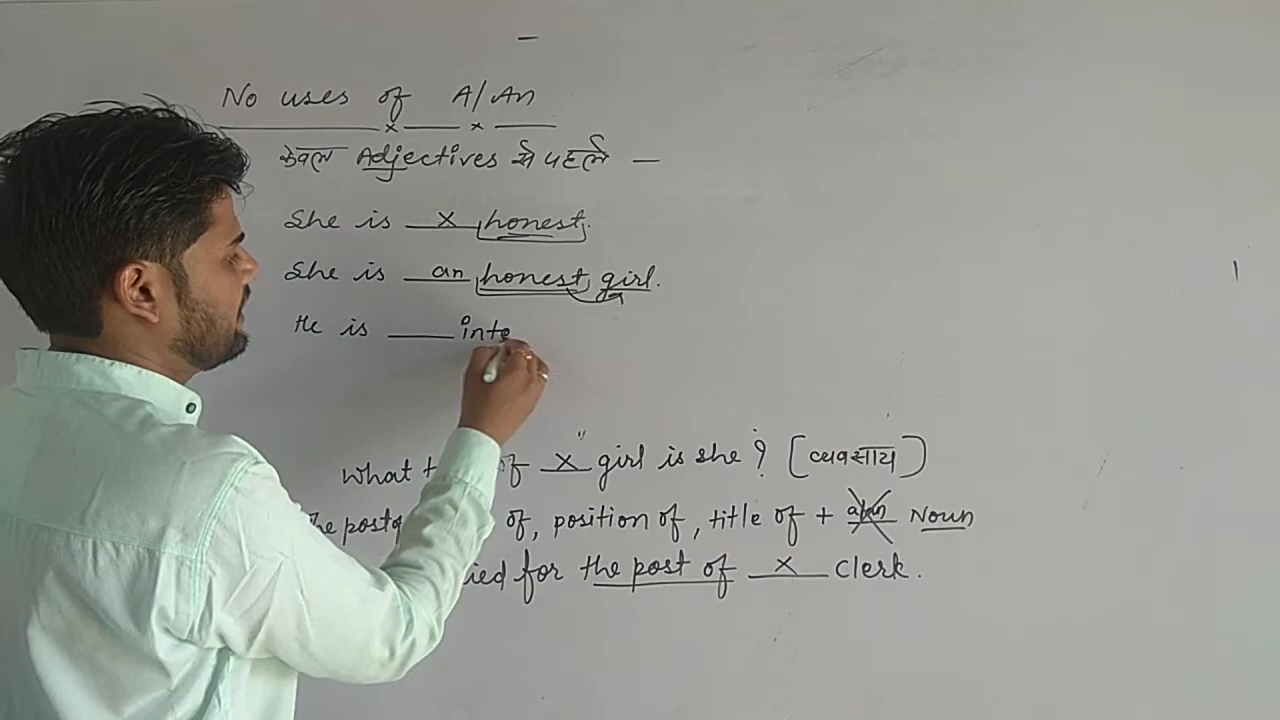 No uses of A/An
केवल Adjectives से पहले —
She is x honest.
She is an honest girl.
He is ____ inte
What of x girl is she? [व्यवसाय]
of, position of, title of + a/an Noun
for the post of x clerk.